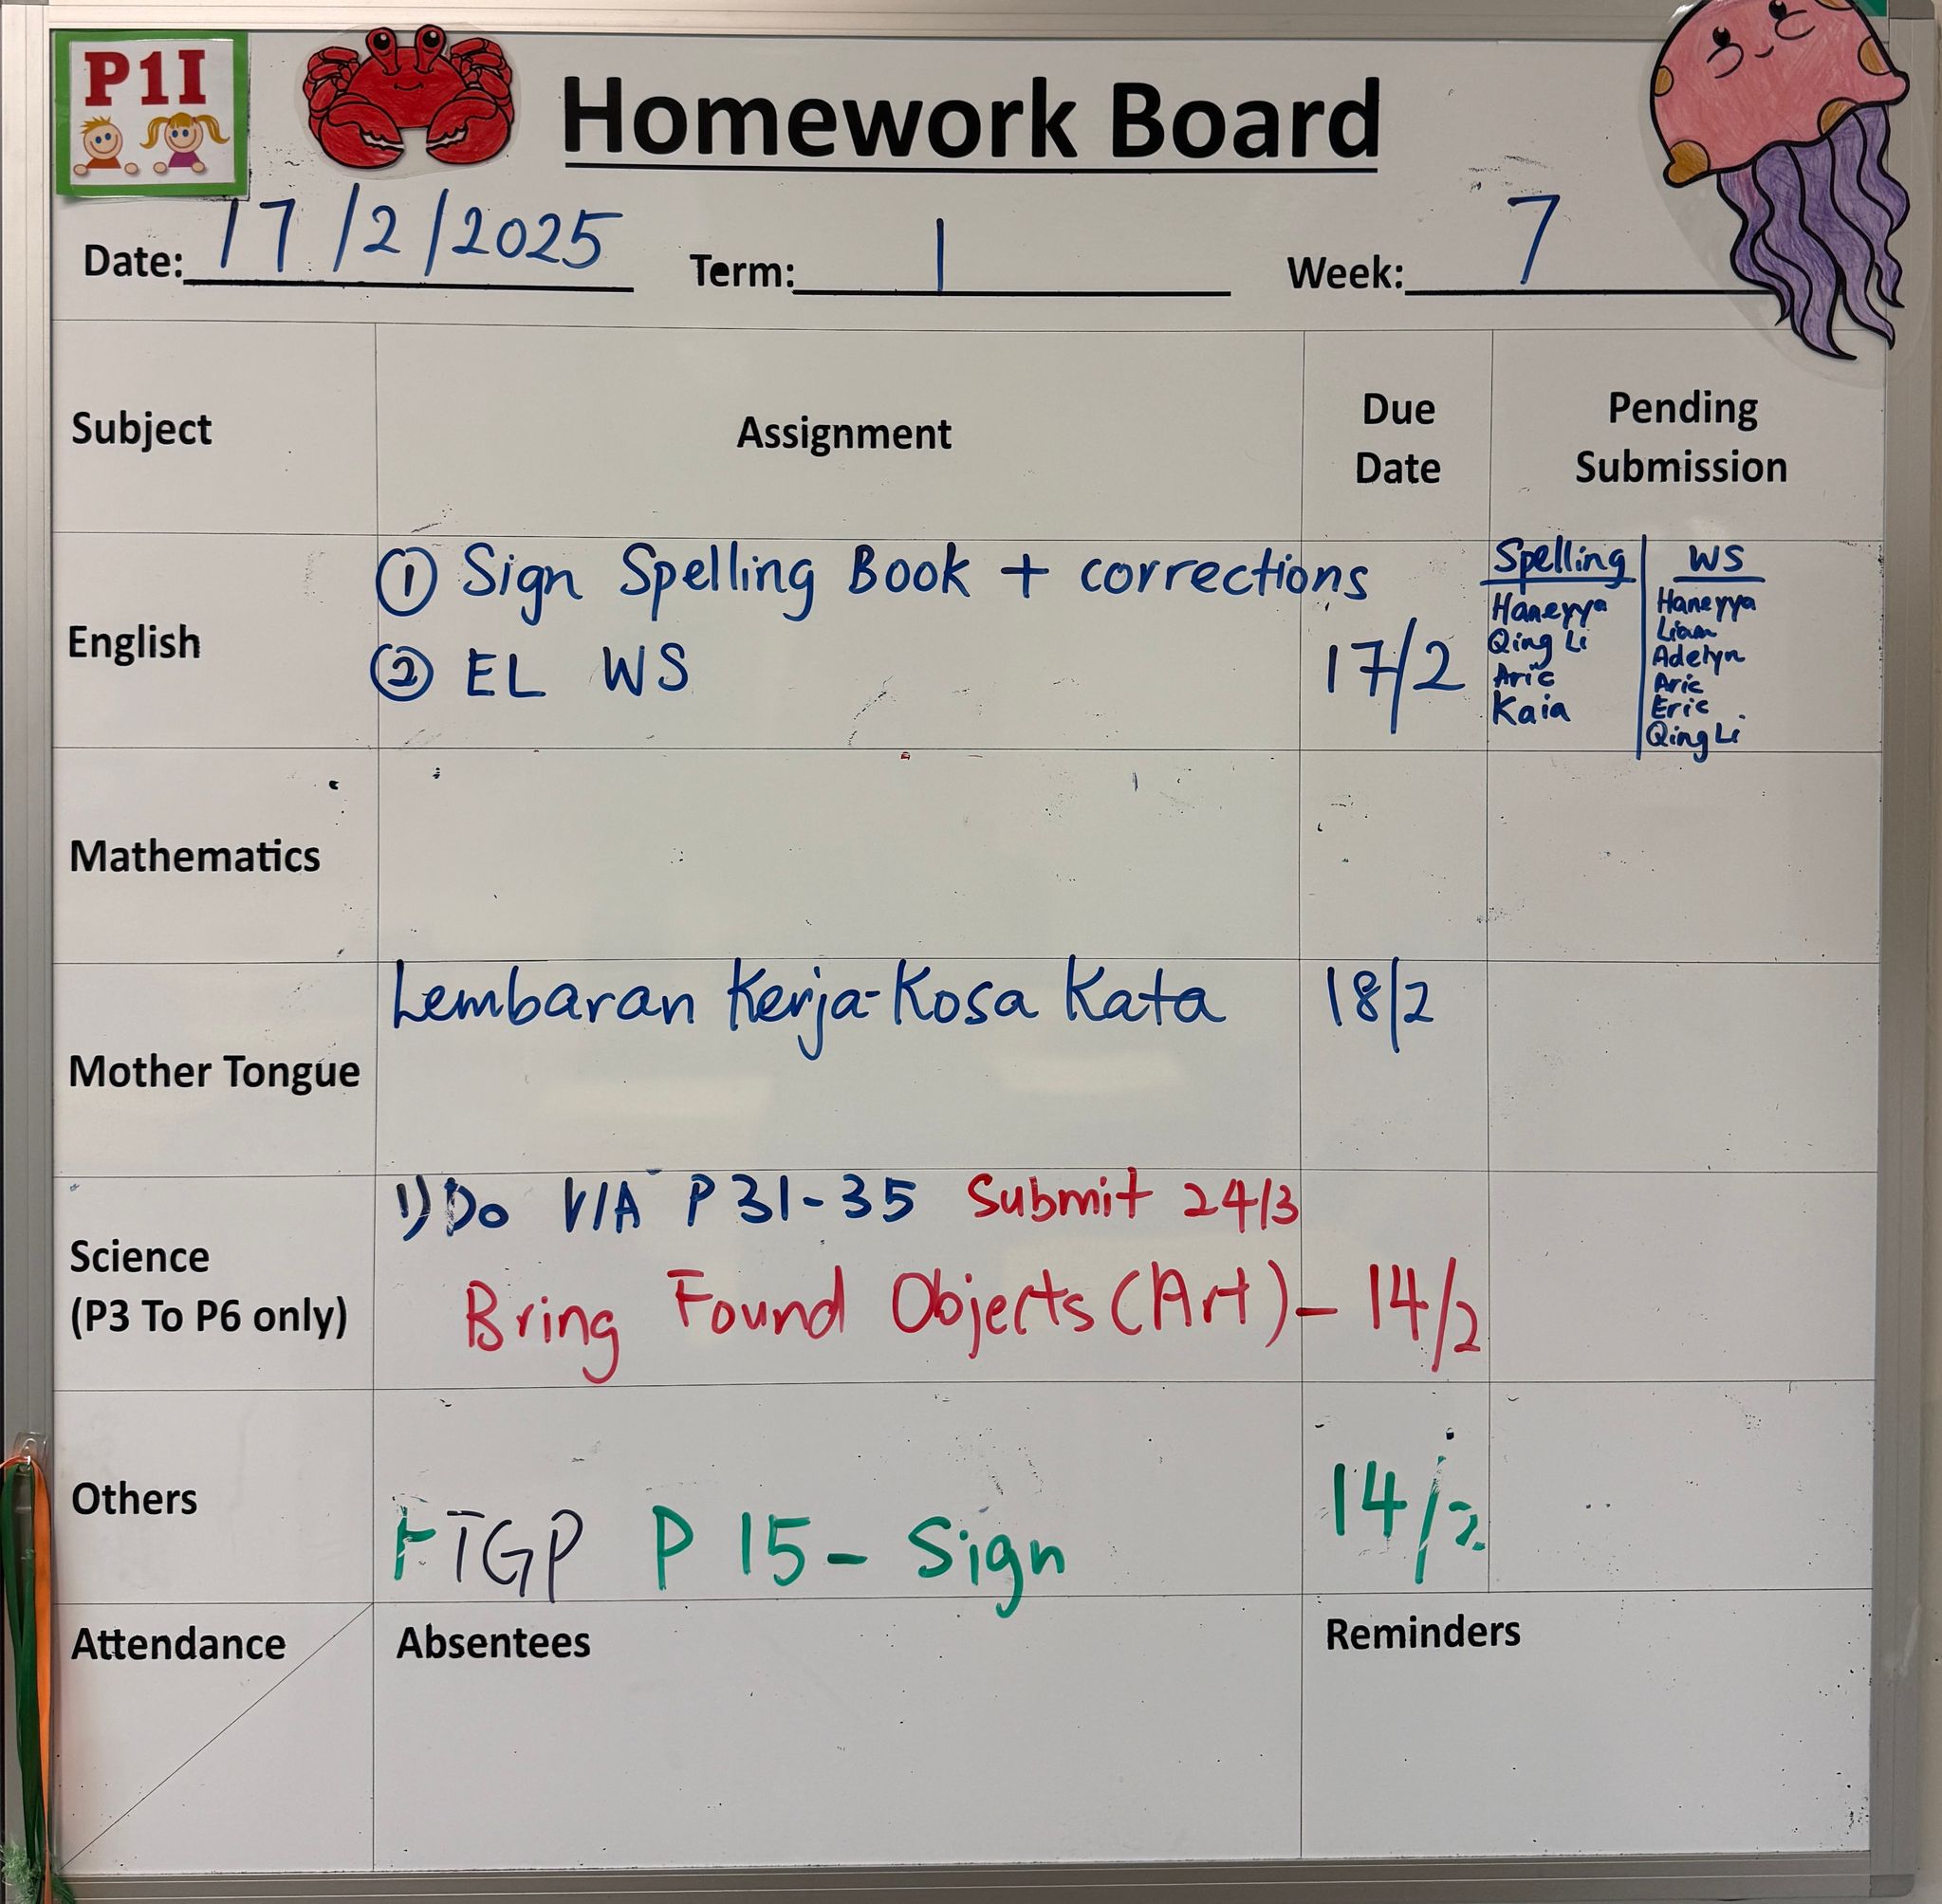 P1I
Homework Board
Date: 17/2/2025 Term: 1 Week: 7
Subject Assignment Due Date Pending Submission
English
① Sign Spelling Book + corrections
② EL WS
17/2
Spelling
Haneyya
Qing Li
Aric
Kaia
WS
Haneyya
Liam
Adelyn
Aric
Eric
Qing Li
Mathematics
Mother Tongue
Lembaran Kerja-Kosa Kata 18/2
Science
(P3 To P6 only)
1) Do V/A P 31-35 Submit 24/3
Bring Found Objects (Art) - 14/2
Others
FTGP P 15 - Sign 14/2
Attendance Absentees Reminders